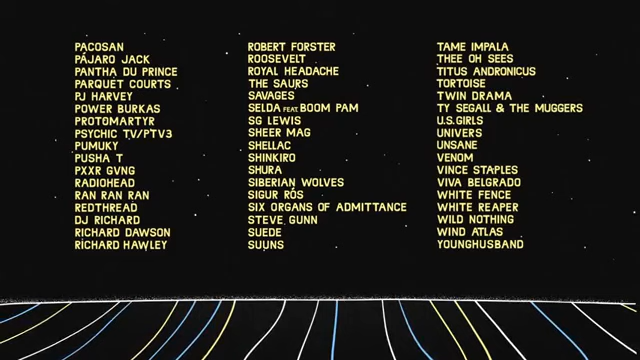 PACOSAN
PÁJARO JACK
PANTHA DU PRINCE
PARQUET COURTS
PJ HARVEY
POWER BURKAS
PROTOMARTYR
PSYCHIC TV/PTV3
PUMUKY
PUSHA T
PXXR GVNG
RADIOHEAD
RAN RAN RAN
REDTHREAD
DJ RICHARD
RICHARD DAWSON
RICHARD HAWLEY
ROBERT FORSTER
ROOSEVELT
ROYAL HEADACHE
THE SAURS
SAVAGES
SELDA FEAT BOOM PAM
SG LEWIS
SHEER MAG
SHELLAC
SHINKIRO
SHURA
SIBERIAN WOLVES
SIGUR RÓS
SIX ORGANS OF ADMITTANCE
STEVE GUNN
SUEDE
SUUNS
TAME IMPALA
THEE OH SEES
TITUS ANDRONICUS
TORTOISE
TWIN DRAMA
TY SEGALL & THE MUGGERS
U.S. GIRLS
UNIVERS
UNSANE
VENOM
VINCE STAPLES
VIVA BELGRADO
WHITE FENCE
WHITE REAPER
WILD NOTHING
WIND ATLAS
YOUNGHUSBAND